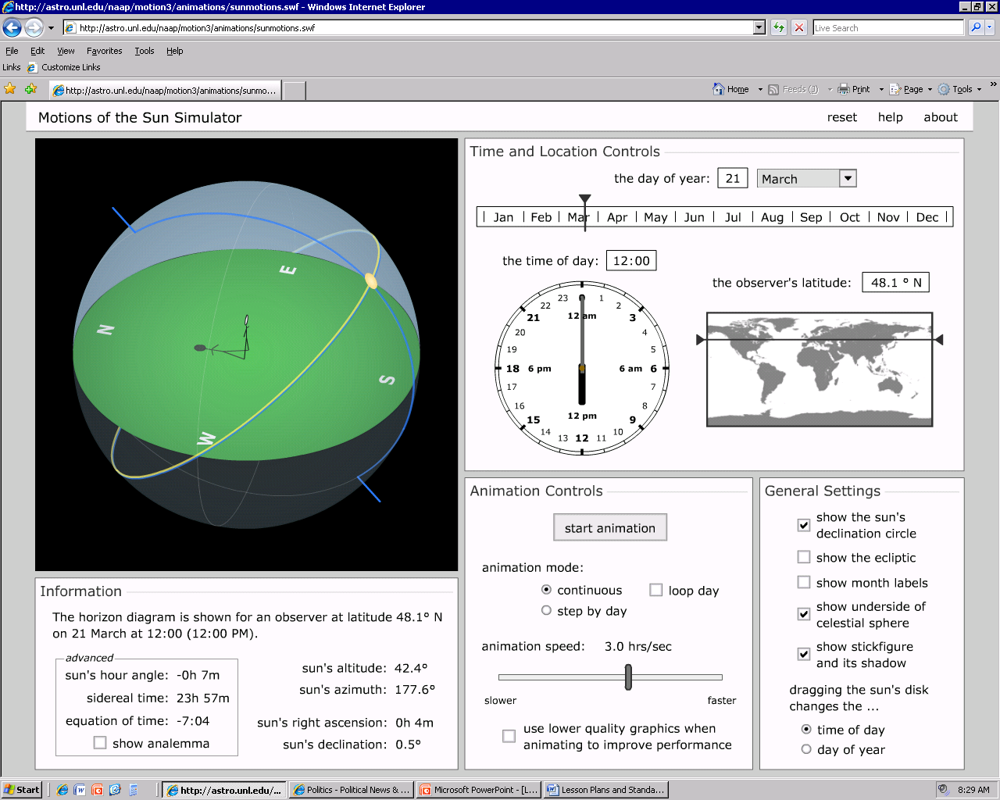 http://astro.unl.edu/naap/motion3/animations/sunmotions.swf - Windows Internet Explorer
http://astro.unl.edu/naap/motion3/animations/sunmotions.swf
Live Search
File Edit View Favorites Tools Help
Links Customize Links
http://astro.unl.edu/naap/motion3/animations/sunmo...
Home Feeds (J) Print Page Tools »
Motions of the Sun Simulator
reset help about
N
E
S
W
Time and Location Controls
the day of year: 21 March
Jan Feb Mar Apr May Jun Jul Aug Sep Oct Nov Dec
the time of day: 12:00
23 1
22 2
21 12 am 3
20 4
19 5
18 6 pm 6 am 6
17 7
16 8
15 12 pm 9
14 10
13 12 11
the observer's latitude: 48.1 ° N
Information
The horizon diagram is shown for an observer at latitude 48.1° N
on 21 March at 12:00 (12:00 PM).
advanced
sun's hour angle: -0h 7m
sidereal time: 23h 57m
equation of time: -7:04
show analemma
sun's altitude: 42.4°
sun's azimuth: 177.6°
sun's right ascension: 0h 4m
sun's declination: 0.5°
Animation Controls
start animation
animation mode:
continuous loop day
step by day
animation speed: 3.0 hrs/sec
slower faster
use lower quality graphics when
animating to improve performance
General Settings
show the sun's
declination circle
show the ecliptic
show month labels
show underside of
celestial sphere
show stickfigure
and its shadow
dragging the sun's disk
changes the ...
time of day
day of year
Start http://astro.unl.edu/... Politics - Political News & ... Microsoft PowerPoint - [L... Lesson Plans and Standa... 8:29 AM